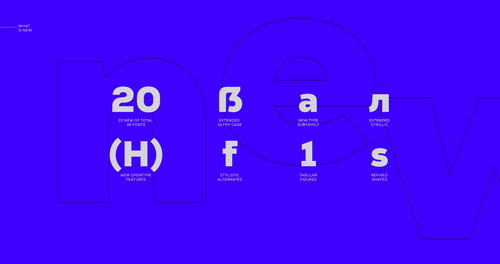 WHAT
IS NEW
new
20
20 NEW OF TOTAL
36 FONTS
ß
EXTENDED
GLYPH CASE
a
NEW TYPE
SUBFAMILY
л
EXTENDED
CYRILLIC
(H)
NEW OPENTYPE
FEATURES
f
STYLISTIC
ALTERNATES
1
TABULAR
FIGURES
s
REFINED
SHAPES